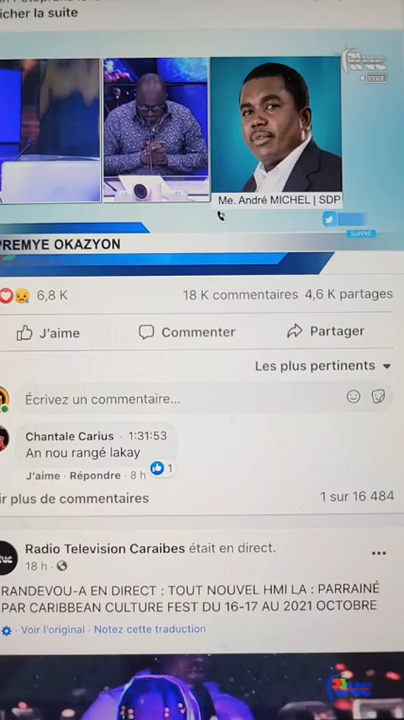 icher la suite
LIVE
Me. André MICHEL | SDP
Suivre
PREMYE OKAZYON
6,8 K
18 K commentaires 4,6 K partages
J'aime
Commenter
Partager
Les plus pertinents
Écrivez un commentaire...
Chantale Carius · 1:31:53
An nou rangé lakay
J'aime · Répondre · 8 h
1
ir plus de commentaires
1 sur 16 484
Radio Television Caraibes était en direct.
18 h ·
RANDEVOU-A EN DIRECT : TOUT NOUVEL HMI LA : PARRAINÉ
PAR CARIBBEAN CULTURE FEST DU 16-17 AU 2021 OCTOBRE
· Voir l'original · Notez cette traduction